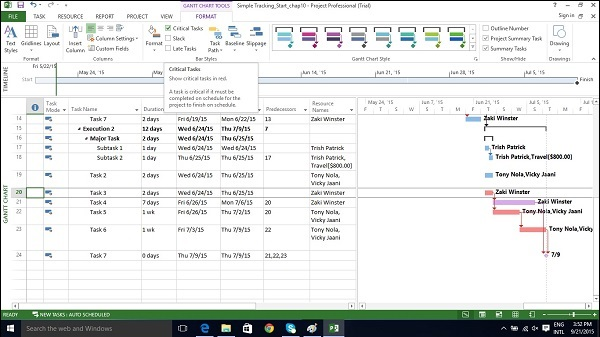 GANTT CHART TOOLS
Simple Tracking_Start_chap10 - Project Professional (Trial)
FILE TASK RESOURCE REPORT PROJECT VIEW FORMAT
Sign in
Text Styles
Gridlines
Layout
Insert Column
Column Settings
Custom Fields
Columns
Format
Critical Tasks
Slack
Late Tasks
Task Path
Baseline
Slippage
Bar Styles
Gantt Chart Style
Outline Number
Project Summary Task
Summary Tasks
Show/Hide
Drawing
Drawings
Critical Tasks
Show critical tasks in red.
A task is critical if it must be completed on schedule for the project to finish on schedule.
TIMELINE
Fri 5/22/15
May 24, '15 May 31, '15 Jun 14, '15 Jun 21, '15 Jun 28, '15 Jul 5, '15
Start
Finish
Task Mode Task Name Duration Predecessors Resource Names
May 24, '15 Jun 21, '15 Jul 19, '15
F T S W S T M
14 Task 7 2 days Fri 6/19/15 Mon 6/22/15 13 Zaki Winster
15 Execution 2 12 days Wed 6/24/15 Thu 7/9/15 7
16 Major Task 2 days Wed 6/24/15 Thu 6/25/15
17 Subtask 1 1 day Wed 6/24/15 Wed 6/24/15 Trish Patrick
18 Subtask 2 1 day Thu 6/25/15 Thu 6/25/15 17 Trish Patrick, Travel[$800.00]
19 Task 2 2 days Wed 6/24/15 Thu 6/25/15 Tony Nola, Vicky Jaani
20 Task 3 2 days Wed 6/24/15 Thu 6/25/15 Zaki Winster
21 Task 4 7 days Fri 6/26/15 Mon 7/6/15 20 Zaki Winster
22 Task 5 1 wk Fri 6/26/15 Thu 7/2/15 20 Tony Nola, Vicky Jaani
23 Task 6 1 wk Fri 7/3/15 Thu 7/9/15 22 Tony Nola, Vicky Jaani
24 Task 7 0 days Thu 7/9/15 Thu 7/9/15 21,22,23
Zaki Winster
Trish Patrick
Trish Patrick,Travel[$800.00]
Tony Nola,Vicky Jaani
Zaki Winster
Zaki Winster
Tony Nola,Vicky Jaani
Tony Nola,Vicky Jaani
7/9
GANTT CHART
READY NEW TASKS : AUTO SCHEDULED
Search the web and Windows
ENG
INTL
3:52 PM
9/21/2015